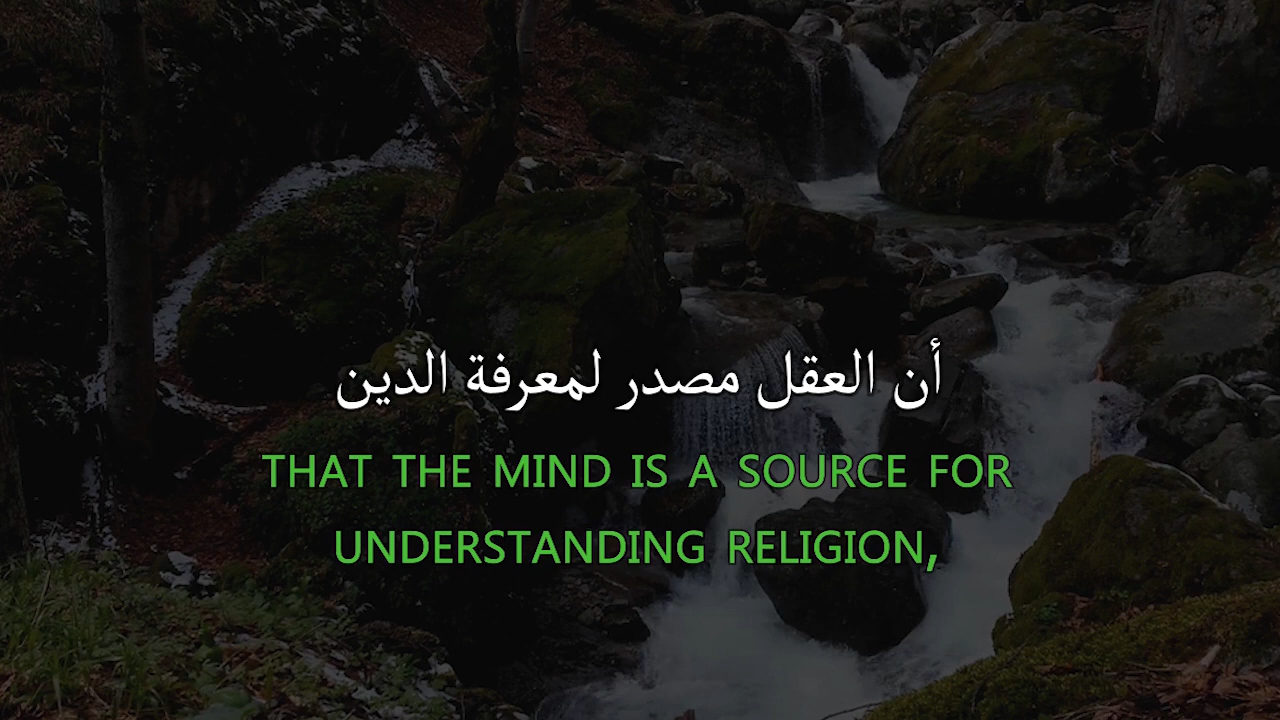 أن العقل مصدر لمعرفة الدين
THAT THE MIND IS A SOURCE FOR
UNDERSTANDING RELIGION,